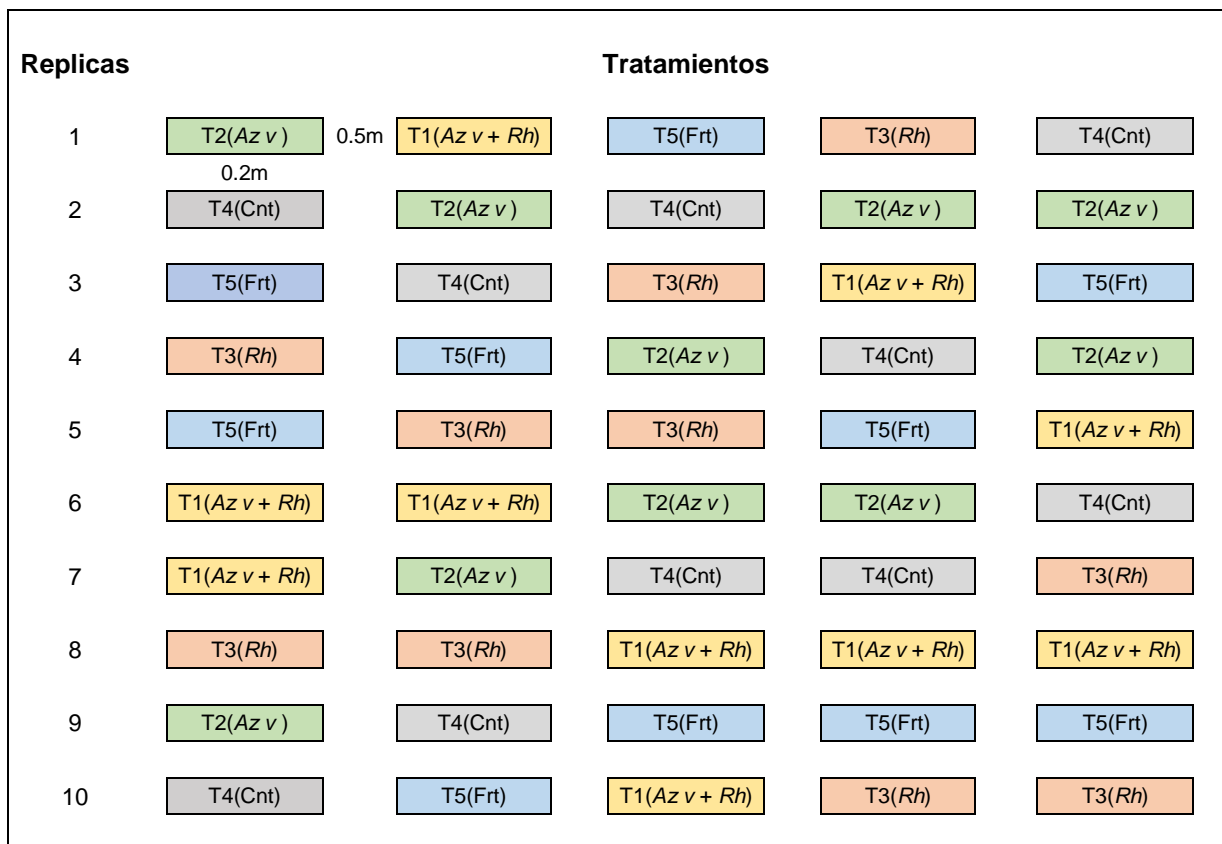 Replicas Tratamientos
1 T2(Az v ) 0.5m T1(Az v + Rh) T5(Frt) T3(Rh) T4(Cnt)
0.2m
2 T4(Cnt) T2(Az v ) T4(Cnt) T2(Az v ) T2(Az v )
3 T5(Frt) T4(Cnt) T3(Rh) T1(Az v + Rh) T5(Frt)
4 T3(Rh) T5(Frt) T2(Az v ) T4(Cnt) T2(Az v )
5 T5(Frt) T3(Rh) T3(Rh) T5(Frt) T1(Az v + Rh)
6 T1(Az v + Rh) T1(Az v + Rh) T2(Az v ) T2(Az v ) T4(Cnt)
7 T1(Az v + Rh) T2(Az v ) T4(Cnt) T4(Cnt) T3(Rh)
8 T3(Rh) T3(Rh) T1(Az v + Rh) T1(Az v + Rh) T1(Az v + Rh)
9 T2(Az v ) T4(Cnt) T5(Frt) T5(Frt) T5(Frt)
10 T4(Cnt) T5(Frt) T1(Az v + Rh) T3(Rh) T3(Rh)